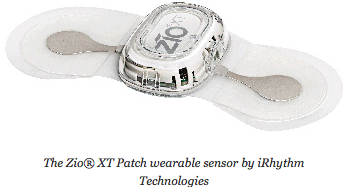 ZIO
The Zio® XT Patch wearable sensor by iRhythm
Technologies